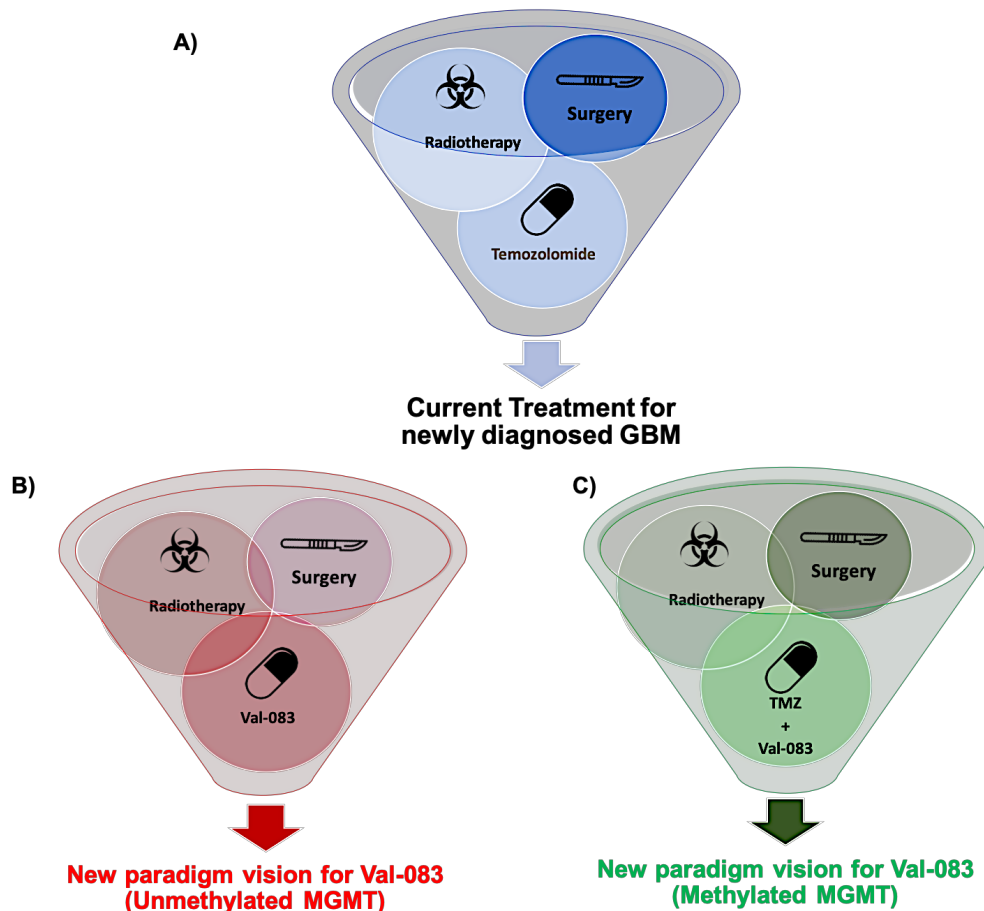 A)
Radiotherapy
Surgery
Temozolomide
Current Treatment for
newly diagnosed GBM
B)
Radiotherapy
Surgery
Val-083
New paradigm vision for Val-083
(Unmethylated MGMT)
C)
Radiotherapy
Surgery
TMZ
+
Val-083
New paradigm vision for Val-083
(Methylated MGMT)